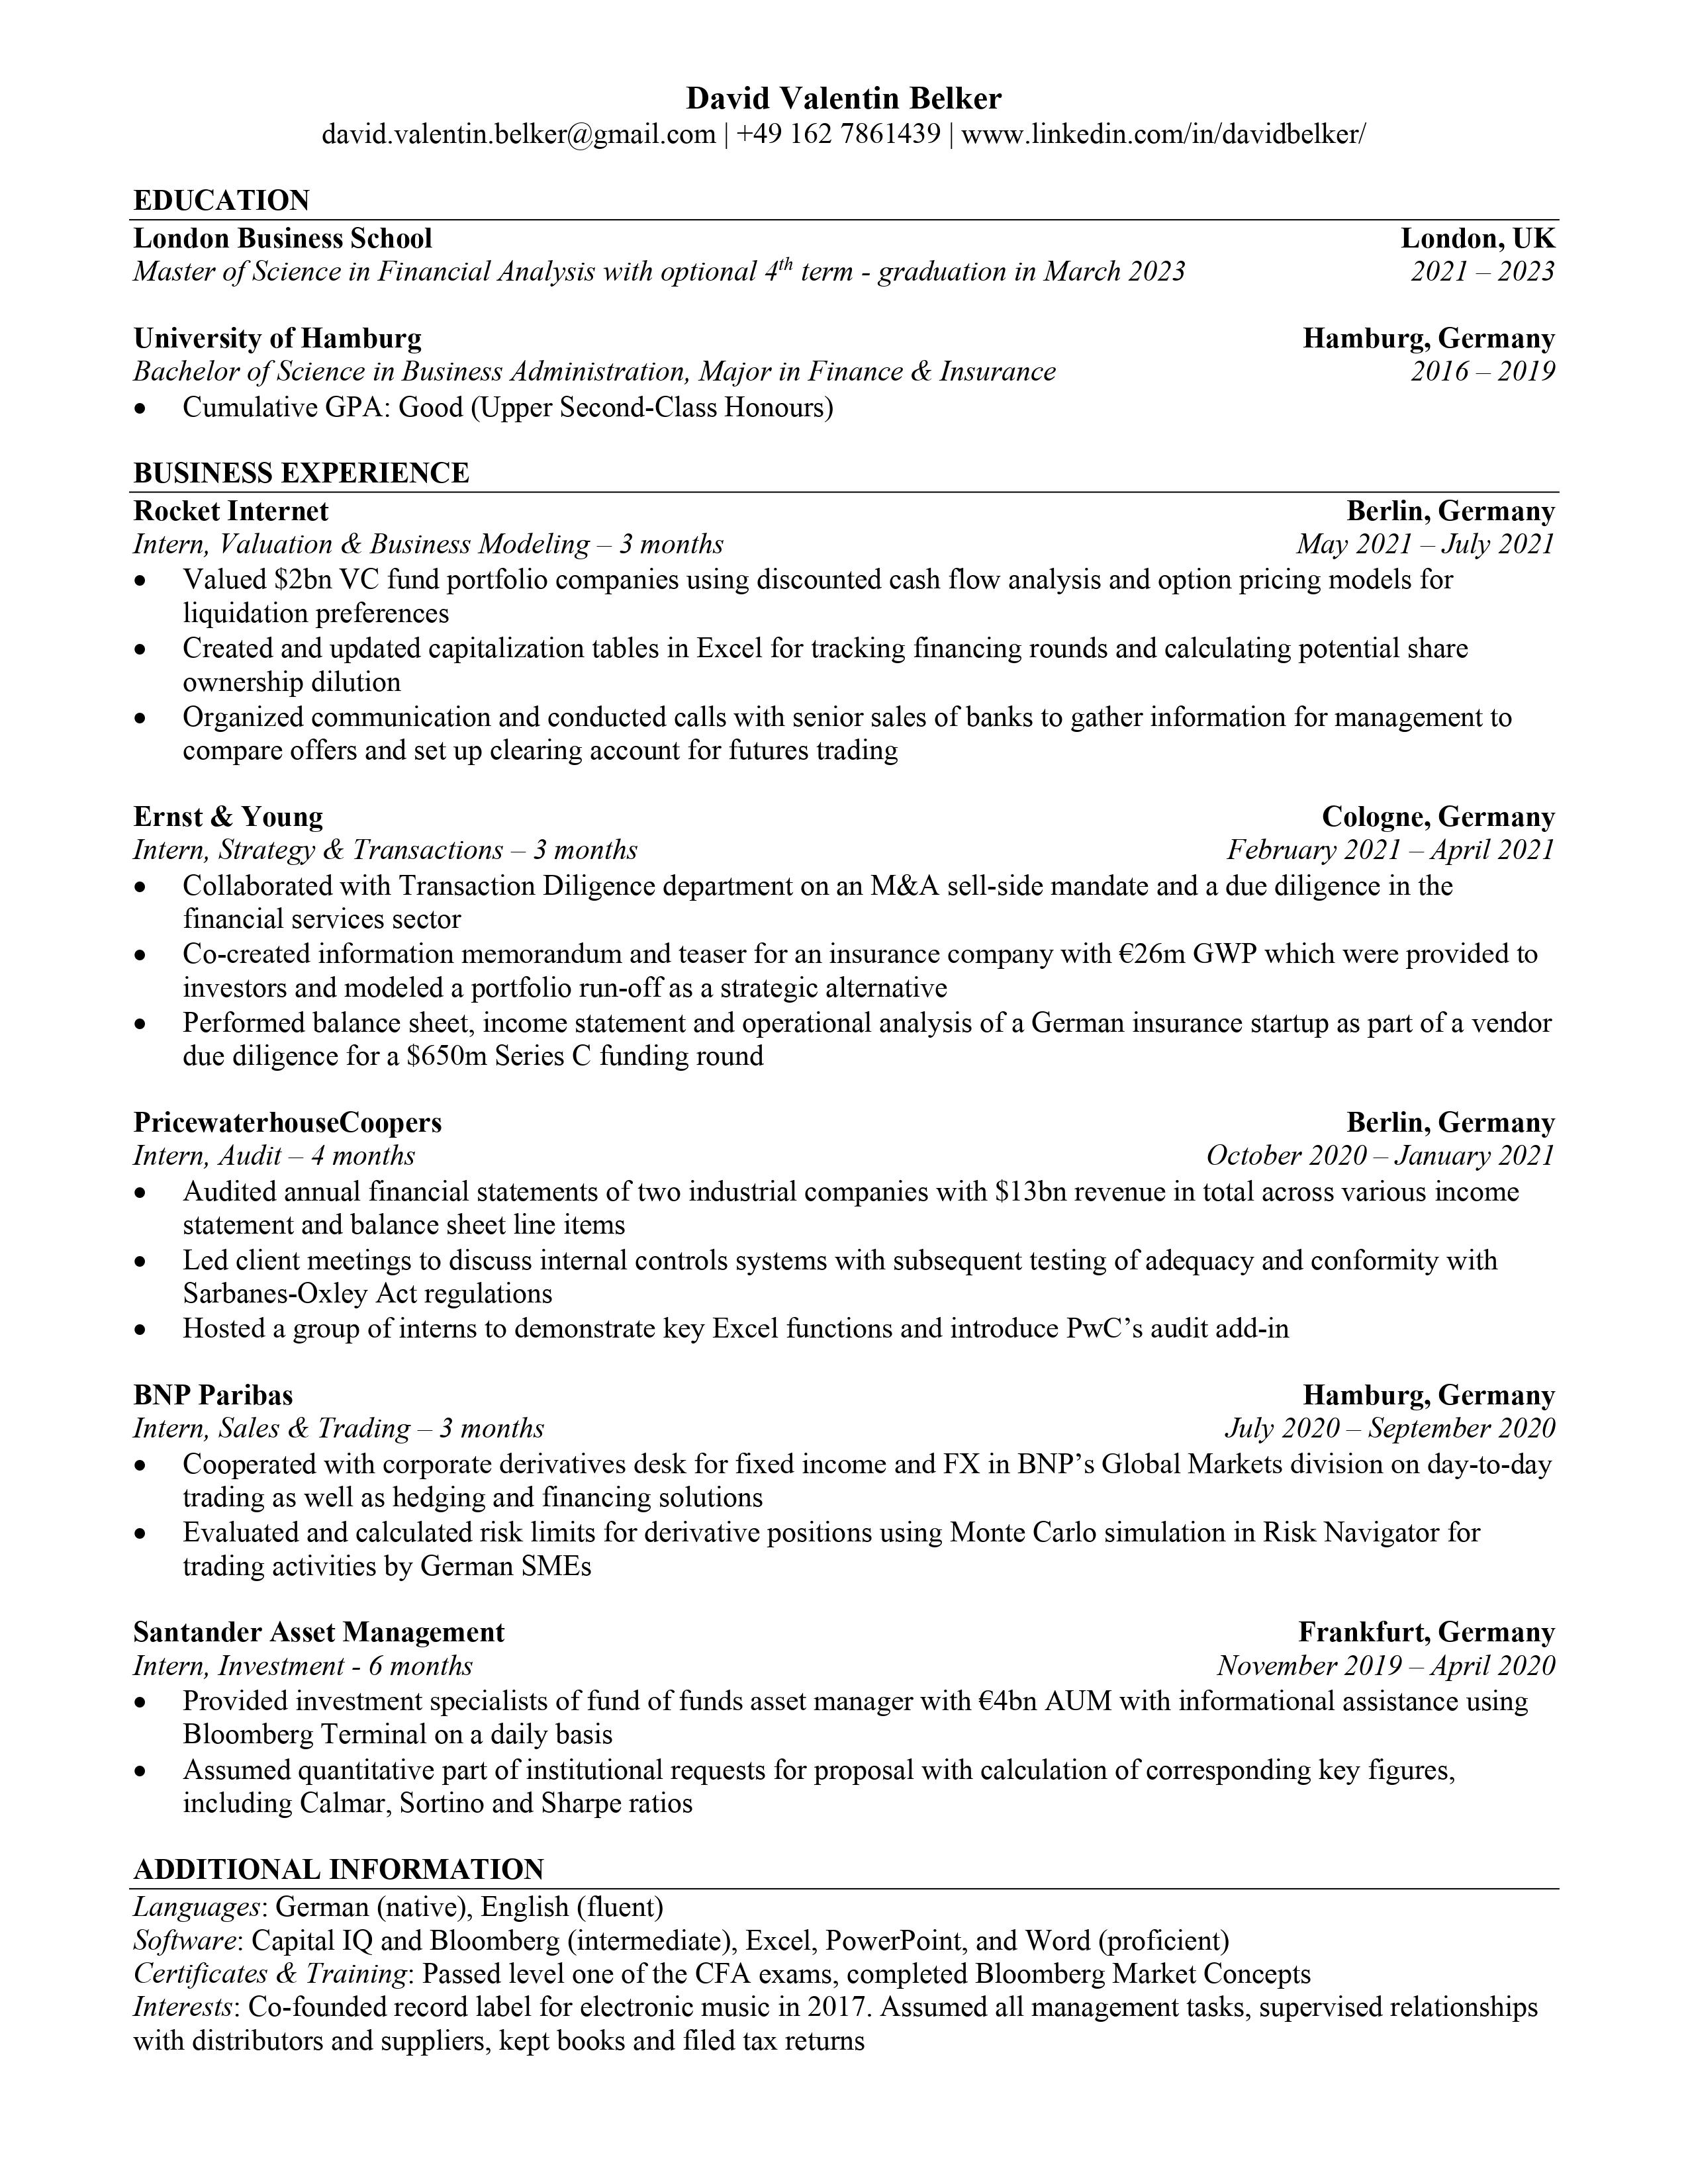 David Valentin Belker
david.valentin.belker@gmail.com | +49 162 7861439 | www.linkedin.com/in/davidbelker/
EDUCATION
London Business School London, UK
Master of Science in Financial Analysis with optional 4th term - graduation in March 2023 2021 – 2023
University of Hamburg Hamburg, Germany
Bachelor of Science in Business Administration, Major in Finance & Insurance 2016 – 2019
• Cumulative GPA: Good (Upper Second-Class Honours)
BUSINESS EXPERIENCE
Rocket Internet Berlin, Germany
Intern, Valuation & Business Modeling – 3 months May 2021 – July 2021
• Valued $2bn VC fund portfolio companies using discounted cash flow analysis and option pricing models for
liquidation preferences
• Created and updated capitalization tables in Excel for tracking financing rounds and calculating potential share
ownership dilution
• Organized communication and conducted calls with senior sales of banks to gather information for management to
compare offers and set up clearing account for futures trading
Ernst & Young Cologne, Germany
Intern, Strategy & Transactions – 3 months February 2021 – April 2021
• Collaborated with Transaction Diligence department on an M&A sell-side mandate and a due diligence in the
financial services sector
• Co-created information memorandum and teaser for an insurance company with €26m GWP which were provided to
investors and modeled a portfolio run-off as a strategic alternative
• Performed balance sheet, income statement and operational analysis of a German insurance startup as part of a vendor
due diligence for a $650m Series C funding round
PricewaterhouseCoopers Berlin, Germany
Intern, Audit – 4 months October 2020 – January 2021
• Audited annual financial statements of two industrial companies with $13bn revenue in total across various income
statement and balance sheet line items
• Led client meetings to discuss internal controls systems with subsequent testing of adequacy and conformity with
Sarbanes-Oxley Act regulations
• Hosted a group of interns to demonstrate key Excel functions and introduce PwC’s audit add-in
BNP Paribas Hamburg, Germany
Intern, Sales & Trading – 3 months July 2020 – September 2020
• Cooperated with corporate derivatives desk for fixed income and FX in BNP’s Global Markets division on day-to-day
trading as well as hedging and financing solutions
• Evaluated and calculated risk limits for derivative positions using Monte Carlo simulation in Risk Navigator for
trading activities by German SMEs
Santander Asset Management Frankfurt, Germany
Intern, Investment - 6 months November 2019 – April 2020
• Provided investment specialists of fund of funds asset manager with €4bn AUM with informational assistance using
Bloomberg Terminal on a daily basis
• Assumed quantitative part of institutional requests for proposal with calculation of corresponding key figures,
including Calmar, Sortino and Sharpe ratios
ADDITIONAL INFORMATION
Languages: German (native), English (fluent)
Software: Capital IQ and Bloomberg (intermediate), Excel, PowerPoint, and Word (proficient)
Certificates & Training: Passed level one of the CFA exams, completed Bloomberg Market Concepts
Interests: Co-founded record label for electronic music in 2017. Assumed all management tasks, supervised relationships
with distributors and suppliers, kept books and filed tax returns